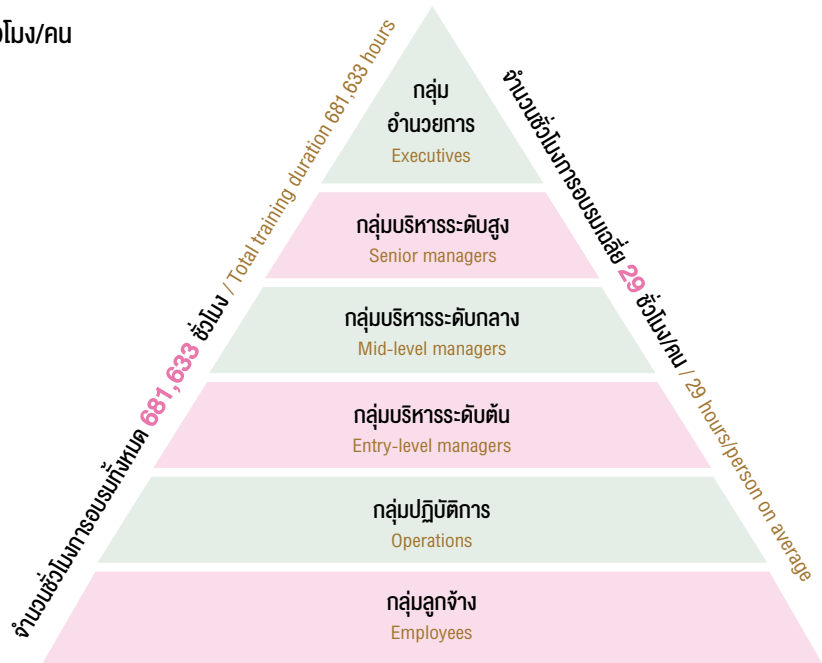 ชั่วโมง/คน
จำนวนชั่วโมงการอบรมทั้งหมด 681,633 ชั่วโมง / Total training duration 681,633 hours
จำนวนชั่วโมงการอบรมเฉลี่ย 29 ชั่วโมง/คน / 29 hours/person on average
กลุ่ม
อำนวยการ
Executives
กลุ่มบริหารระดับสูง
Senior managers
กลุ่มบริหารระดับกลาง
Mid-level managers
กลุ่มบริหารระดับต้น
Entry-level managers
กลุ่มปฏิบัติการ
Operations
กลุ่มลูกจ้าง
Employees